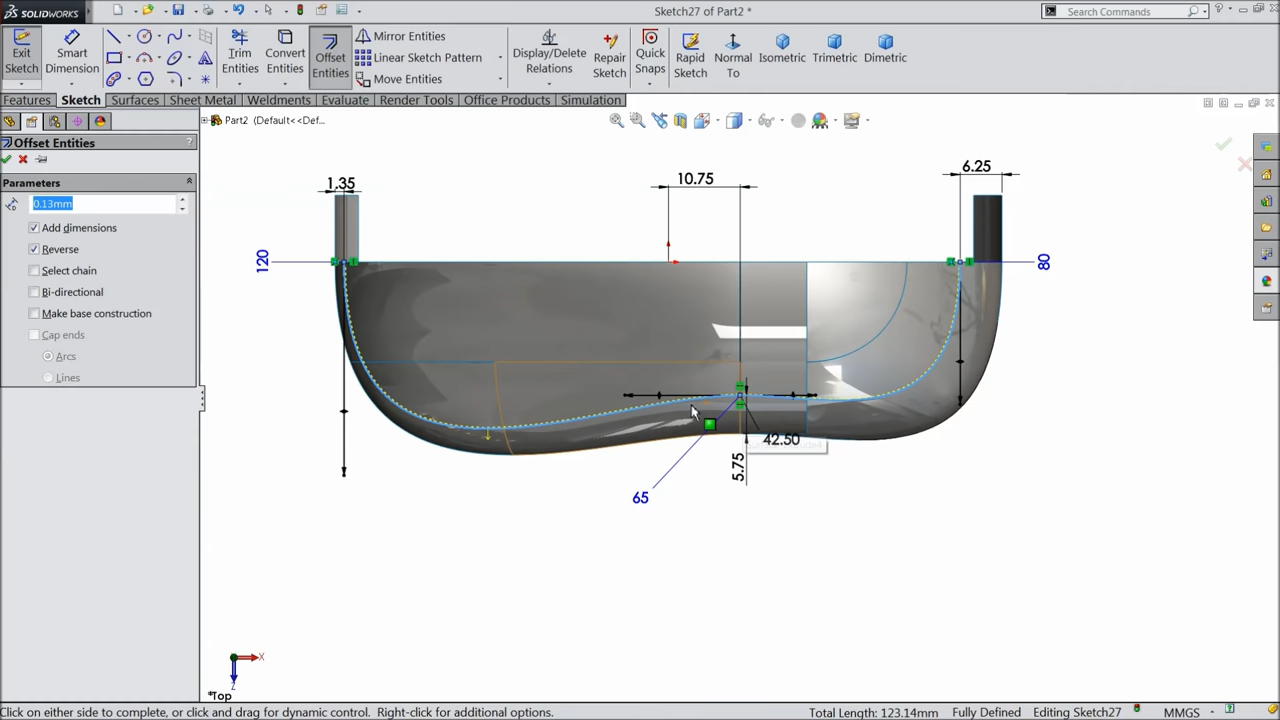 SOLIDWORKS
Sketch27 of Part2 *
Search Commands
Exit Sketch
Smart Dimension
Trim Entities
Convert Entities
Offset Entities
Mirror Entities
Linear Sketch Pattern
Move Entities
Display/Delete Relations
Repair Sketch
Quick Snaps
Rapid Sketch
Normal To
Isometric
Trimetric
Dimetric
Features
Sketch
Surfaces
Sheet Metal
Weldments
Evaluate
Render Tools
Office Products
Simulation
Part2 (Default<<Def...
Offset Entities
?
Parameters
0.13mm
Add dimensions
Reverse
Select chain
Bi-directional
Make base construction
Cap ends
Arcs
Lines
1.35
10.75
6.25
120
80
42.50
5.75
65
X
Z
*Top
Click on either side to complete, or click and drag for dynamic control. Right-click for additional options.
Total Length: 123.14mm
Fully Defined
Editing Sketch27
MMGS